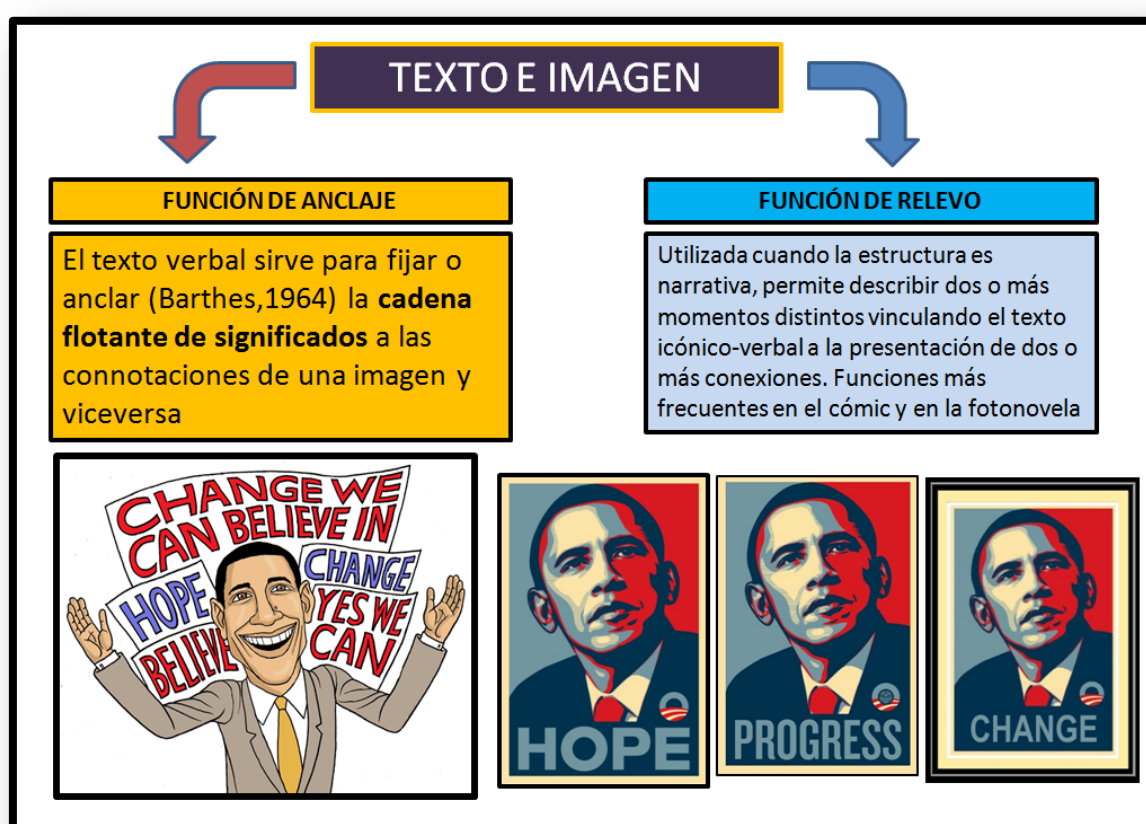 TEXTO E IMAGEN
FUNCIÓN DE ANCLAJE
El texto verbal sirve para fijar o
anclar (Barthes,1964) la cadena
flotante de significados a las
connotaciones de una imagen y
viceversa
FUNCIÓN DE RELEVO
Utilizada cuando la estructura es
narrativa, permite describir dos o más
momentos distintos vinculando el texto
icónico-verbal a la presentación de dos o
más conexiones. Funciones más
frecuentes en el cómic y en la fotonovela
CHANGE WE
CAN BELIEVE IN
HOPE
BELIEVE
CHANGE
YES WE
CAN
HOPE
PROGRESS
CHANGE